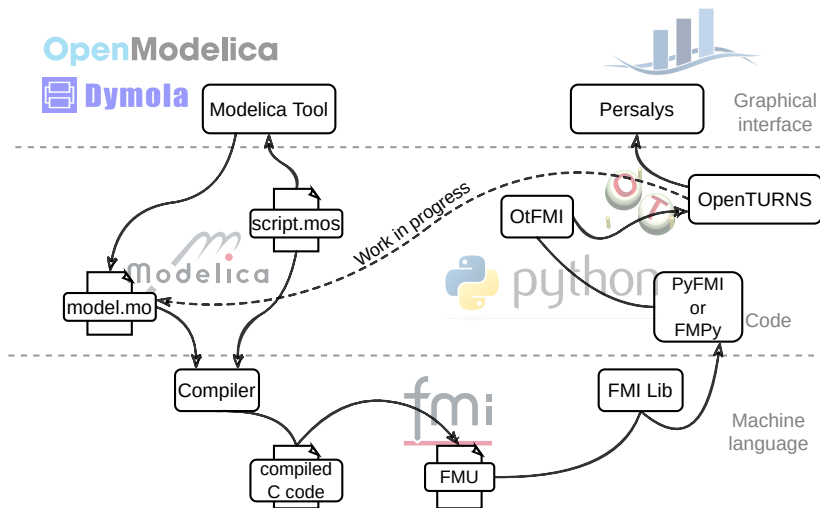 OpenModelica
Dymola
Modelica Tool
Persalys
Graphical
interface
script.mos
Work in progress
OtFMI
OT
OpenTURNS
Modelica
python
model.mo
PyFMI
or
FMPy
Code
Compiler
fmi
FMI Lib
Machine
language
compiled
C code
FMU